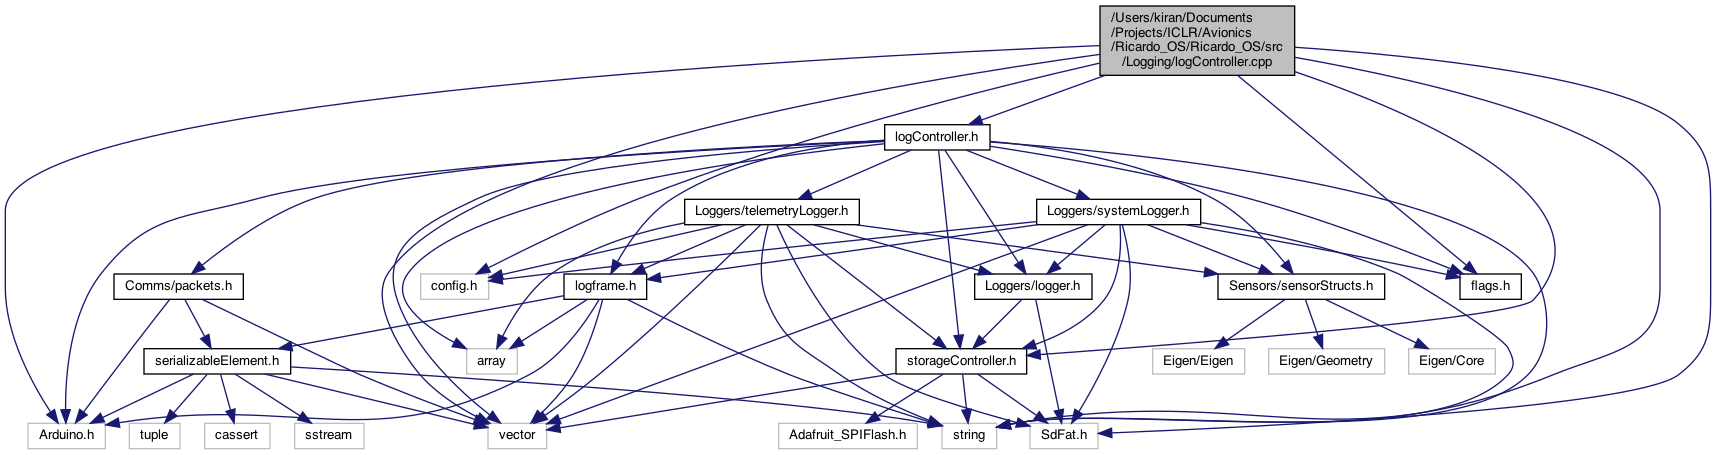 /Users/kiran/Documents
/Projects/ICLR/Avionics
/Ricardo_OS/Ricardo_OS/src
/Logging/logController.cpp
logController.h
Loggers/telemetryLogger.h
Loggers/systemLogger.h
Comms/packets.h
config.h
logframe.h
Loggers/logger.h
Sensors/sensorStructs.h
flags.h
serializableElement.h
array
storageController.h
Eigen/Eigen
Eigen/Geometry
Eigen/Core
Arduino.h
tuple
cassert
sstream
vector
Adafruit_SPIFlash.h
string
SdFat.h